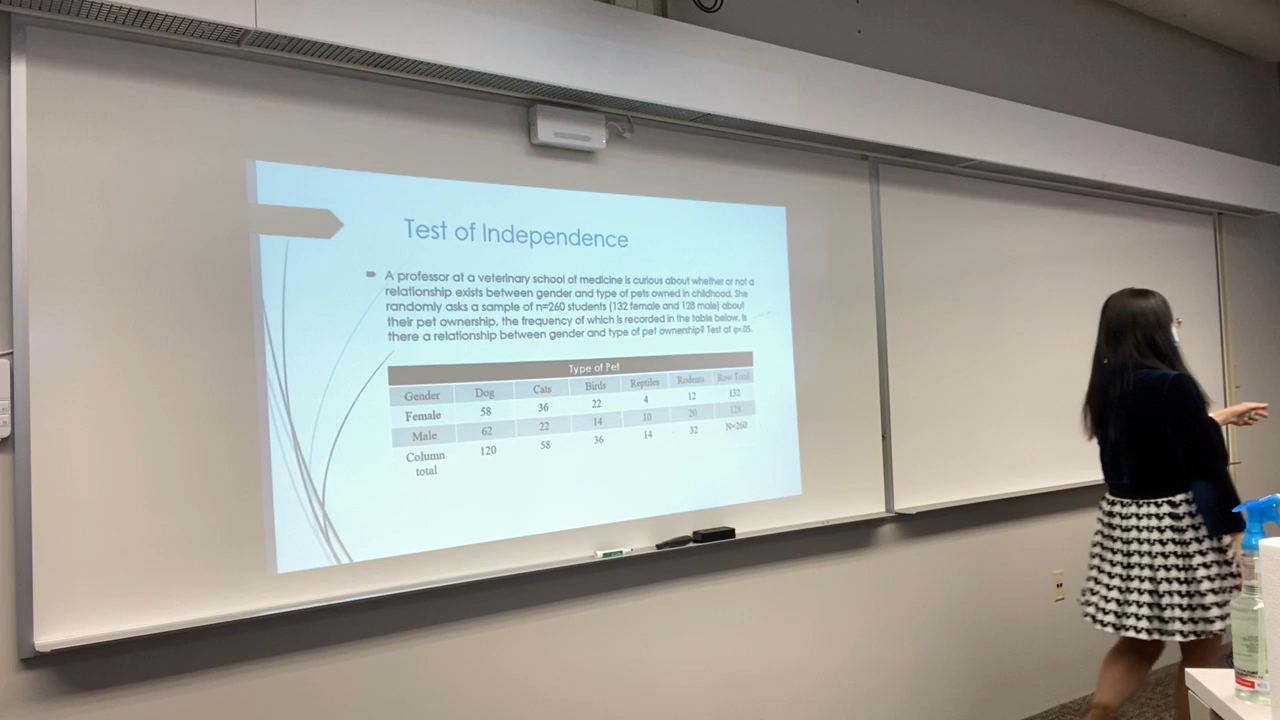 Test of Independence
A professor at a veterinary school of medicine is curious about whether or not a
relationship exists between gender and type of pets owned in childhood. She
randomly asks a sample of n=260 students (132 female and 128 male) about
their pet ownership, the frequency of which is recorded in the table below. Is
there a relationship between gender and type of pet ownership? Test at α=.05.
Type of Pet
Gender Dog Cats Birds Reptiles Rodents Row Total
Female 58 36 22 4 12 132
Male 62 22 14 10 20 128
Column total 120 58 36 14 32 N=260